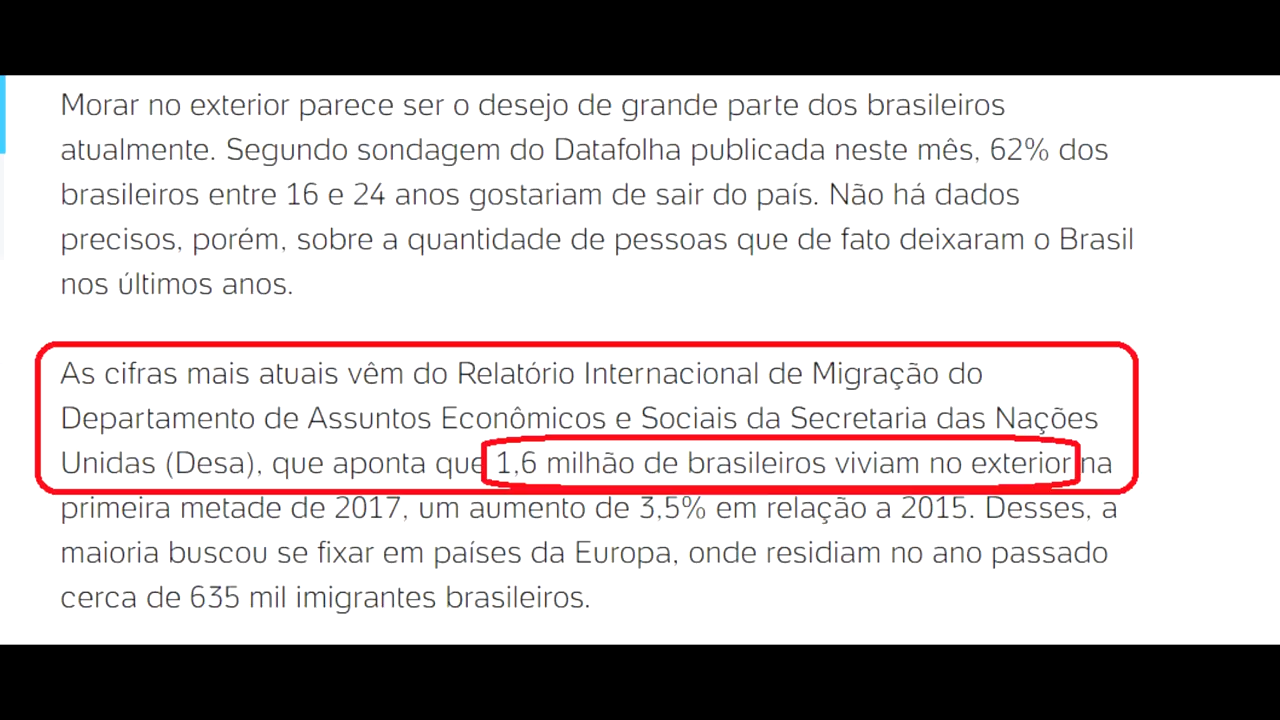 Morar no exterior parece ser o desejo de grande parte dos brasileiros
atualmente. Segundo sondagem do Datafolha publicada neste mês, 62% dos
brasileiros entre 16 e 24 anos gostariam de sair do país. Não há dados
precisos, porém, sobre a quantidade de pessoas que de fato deixaram o Brasil
nos últimos anos.
As cifras mais atuais vêm do Relatório Internacional de Migração do
Departamento de Assuntos Econômicos e Sociais da Secretaria das Nações
Unidas (Desa), que aponta que 1,6 milhão de brasileiros viviam no exterior na
primeira metade de 2017, um aumento de 3,5% em relação a 2015. Desses, a
maioria buscou se fixar em países da Europa, onde residiam no ano passado
cerca de 635 mil imigrantes brasileiros.